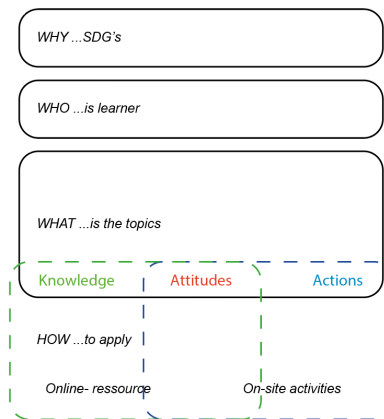 WHY ...SDG's
WHO ...is learner
WHAT ...is the topics
Knowledge Attitudes Actions
HOW ...to apply
Online- ressource On-site activities